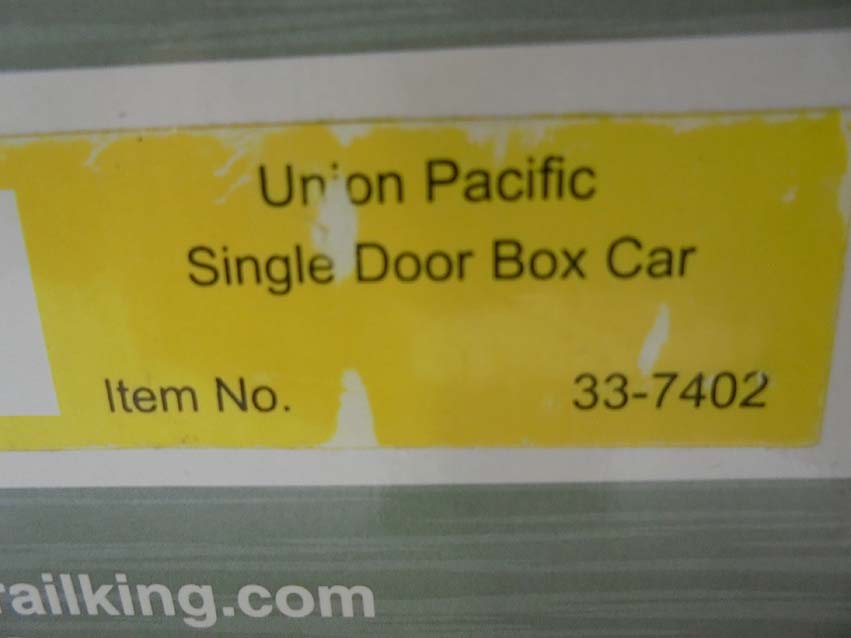 Union Pacific
Single Door Box Car
Item No. 33-7402
railking.com